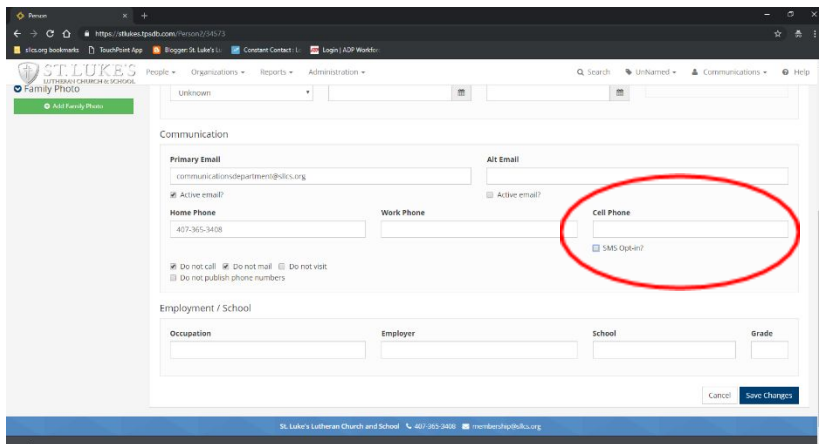 Person × +
https://stlukes.tpsdb.com/Person2/34573
slcs.org bookmarks TouchPoint App Blogger: St. Luke's Lu Constant Contact : Lo Login | ADP Workfor
ST. LUKE'S People Organizations Reports Administration Search UnNamed Communications Help
LUTHERAN CHURCH & SCHOOL
Family Photo
Add Family Photo
Unknown
Communication
Primary Email Alt Email
communicationsdepartment@sllcs.org
Active email? Active email?
Home Phone Work Phone Cell Phone
407-365-3408
SMS Opt-in?
Do not call Do not mail Do not visit
Do not publish phone numbers
Employment / School
Occupation Employer School Grade
Cancel Save Changes
St. Luke's Lutheran Church and School 407-365-3408 membership@sllcs.org